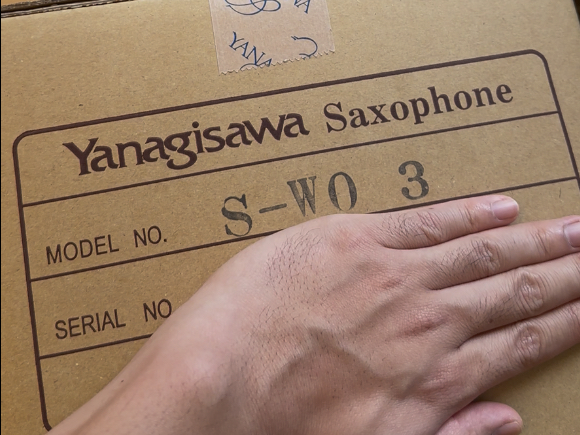 YANA
Yanagisawa Saxophone
MODEL NO. S-WO 3
SERIAL NO